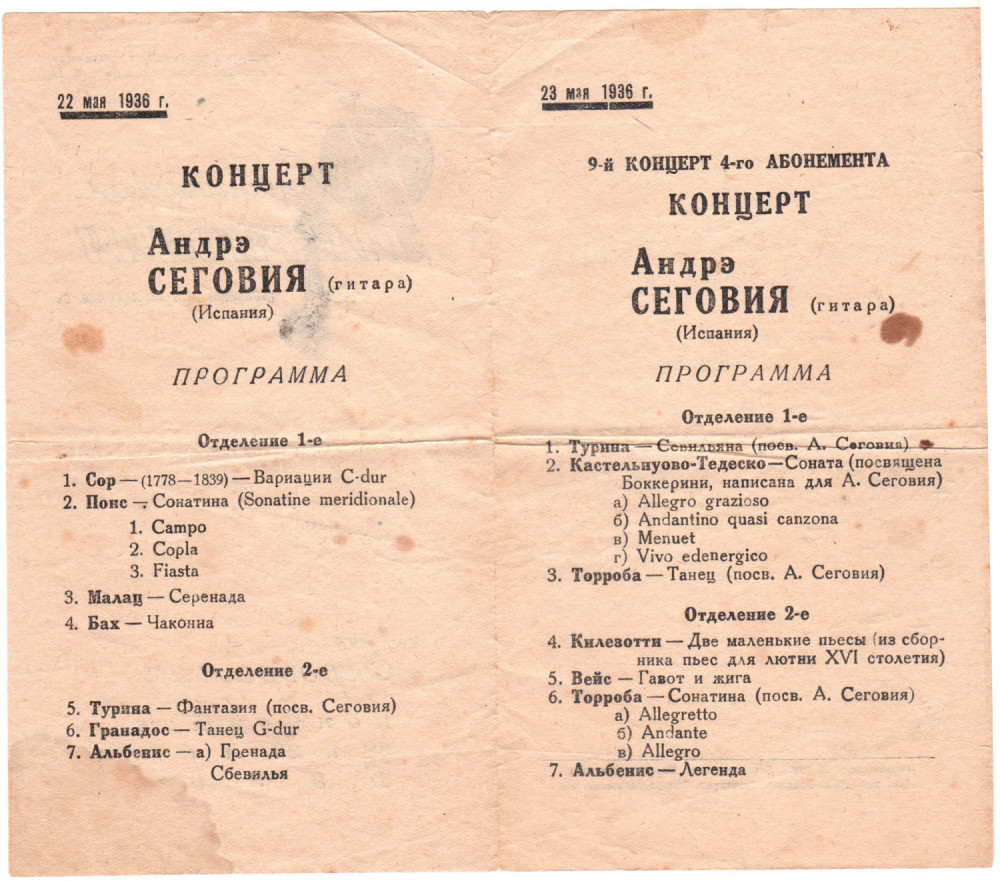 22 мая 1936 г.
КОНЦЕРТ
Андрэ
СЕГОВИЯ (гитара)
(Испания)
ПРОГРАММА
Отделение 1-е
1. Сор — (1778—1839) — Вариации C-dur
2. Понс — Сонатина (Sonatine meridionale)
1. Campo
2. Copla
3. Fiasta
3. Малац — Серенада
4. Бах — Чаконна
Отделение 2-е
5. Турина — Фантазия (посв. Сеговия)
6. Гранадос — Танец G-dur
7. Альбенис — а) Гренада
Сбевилья
23 мая 1936 г.
9-й КОНЦЕРТ 4-го АБОНЕМЕНТА
КОНЦЕРТ
Андрэ
СЕГОВИЯ (гитара)
(Испания)
ПРОГРАММА
Отделение 1-е
1. Турина — Севильяна (посв. А. Сеговия)
2. Кастельнуово-Тедеско — Соната (посвящена
Боккерини, написана для А. Сеговия)
а) Allegro grazioso
б) Andantino quasi canzona
в) Menuet
г) Vivo edenergico
3. Торроба — Танец (посв. А. Сеговия)
Отделение 2-е
4. Килезотти — Две маленькие пьесы (из сбор-
ника пьес для лютни XVI столетия)
5. Вейс — Гавот и жига
6. Торроба — Сонатина (посв. А. Сеговия)
а) Allegretto
б) Andante
в) Allegro
7. Альбенис — Легенда